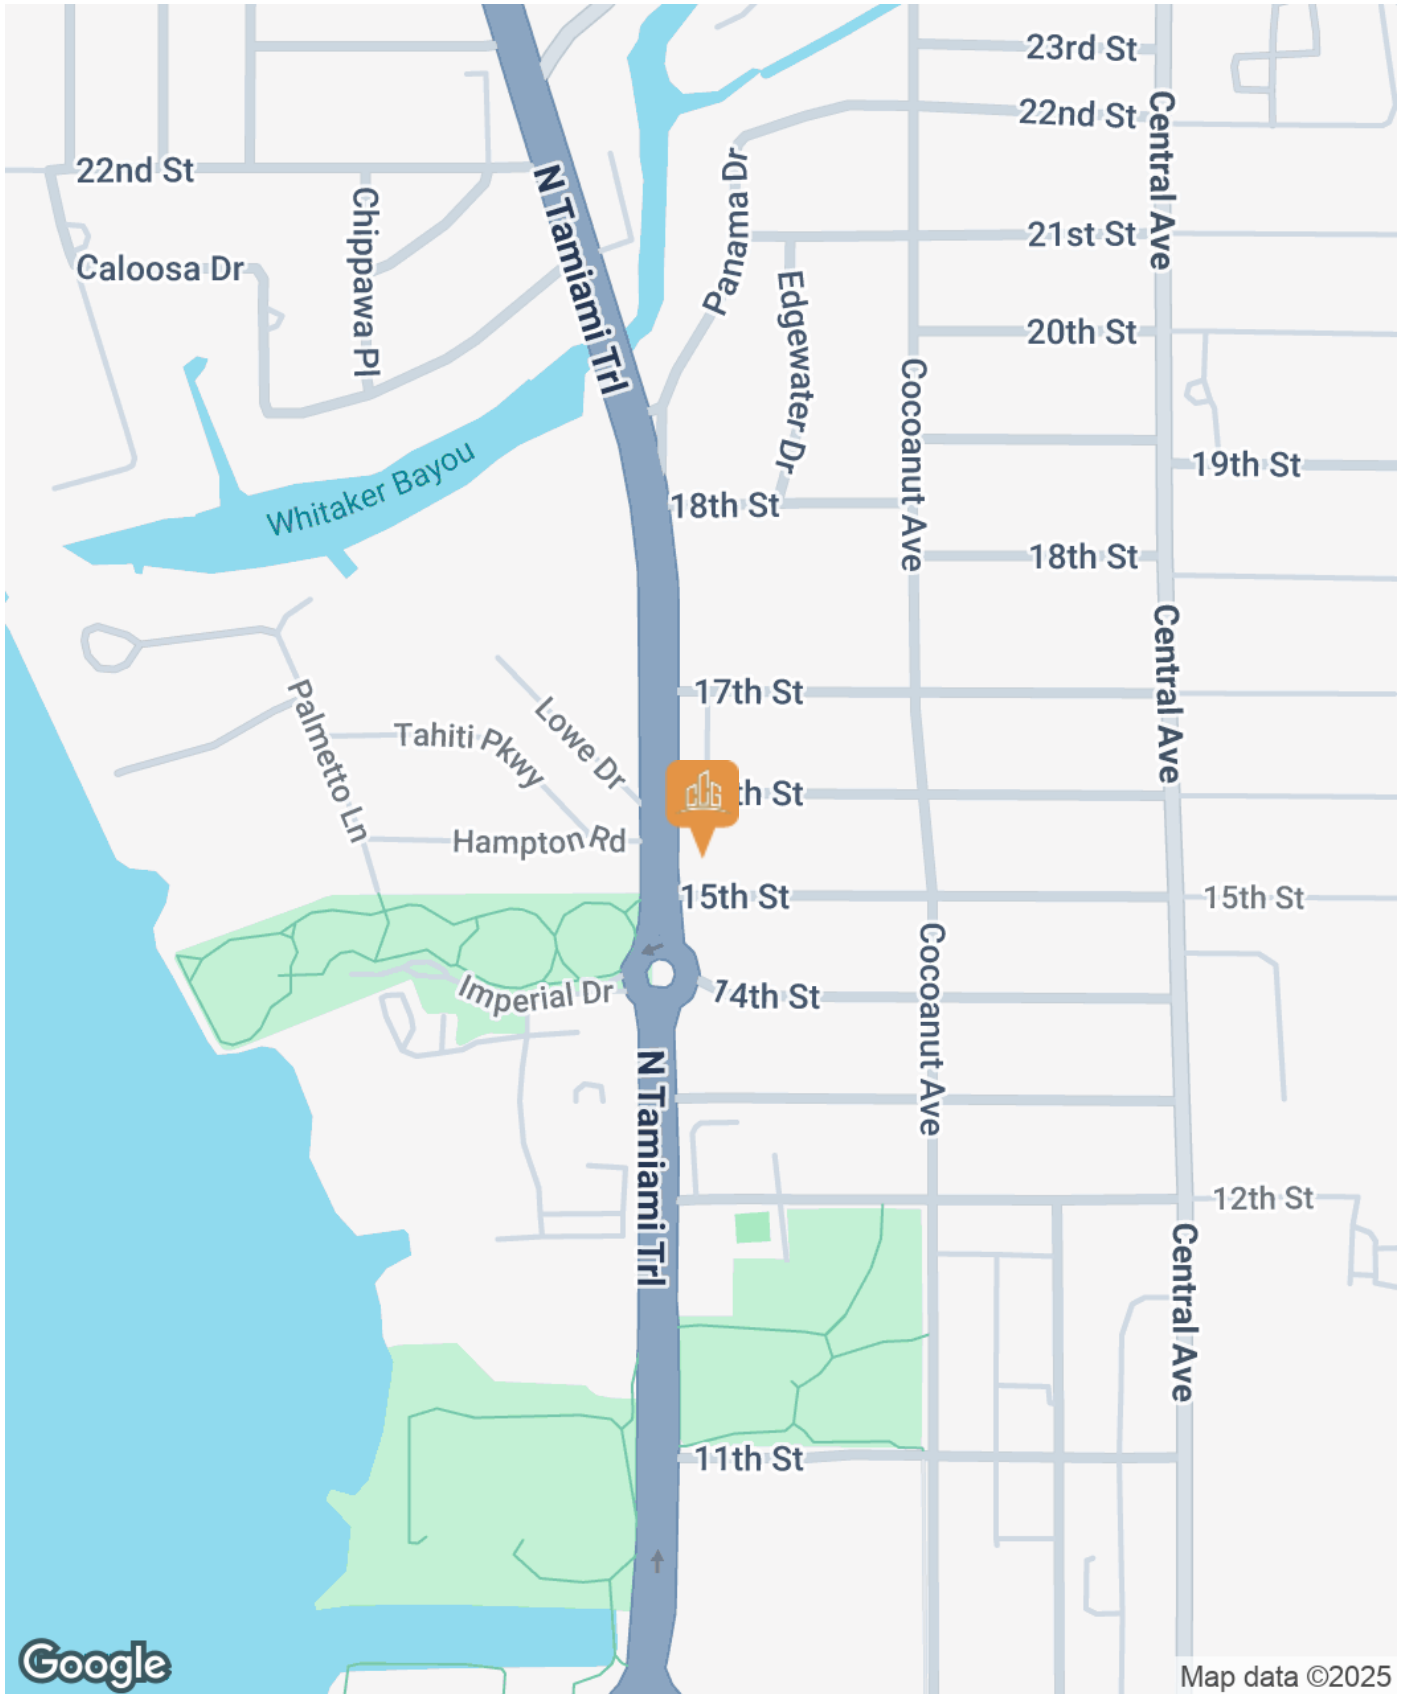 23rd St
22nd St
Central Ave
22nd St
Panama Dr
N Tamiami Trl
Chippawa Pl
21st St
Caloosa Dr
Edgewater Dr
20th St
Cocoanut Ave
Whitaker Bayou
19th St
18th St
18th St
Central Ave
17th St
Palmetto Ln
Lowe Dr
Tahiti Pkwy
CCG
th St
Hampton Rd
15th St
15th St
Cocoanut Ave
Imperial Dr
14th St
N Tamiami Trl
12th St
Central Ave
11th St
Google
Map data ©2025